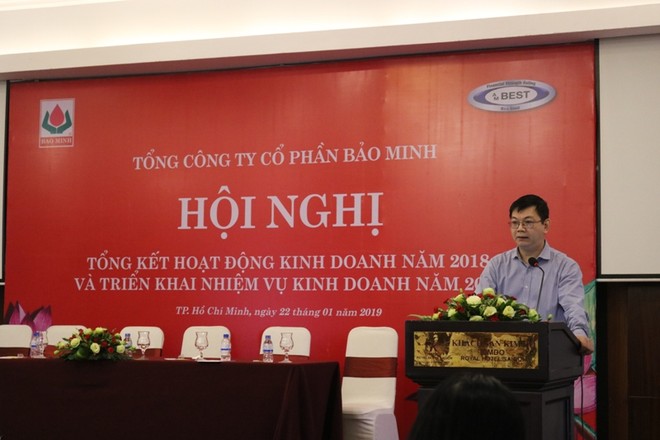 BAO MINH
BEST
TỔNG CÔNG TY CỔ PHẦN BẢO MINH
HỘI NGHỊ
TỔNG KẾT HOẠT ĐỘNG KINH DOANH NĂM 2018
VÀ TRIỂN KHAI NHIỆM VỤ KINH DOANH NĂM
TP. Hồ Chí Minh, ngày 22 tháng 01 năm 2019
ROYAL HOTEL